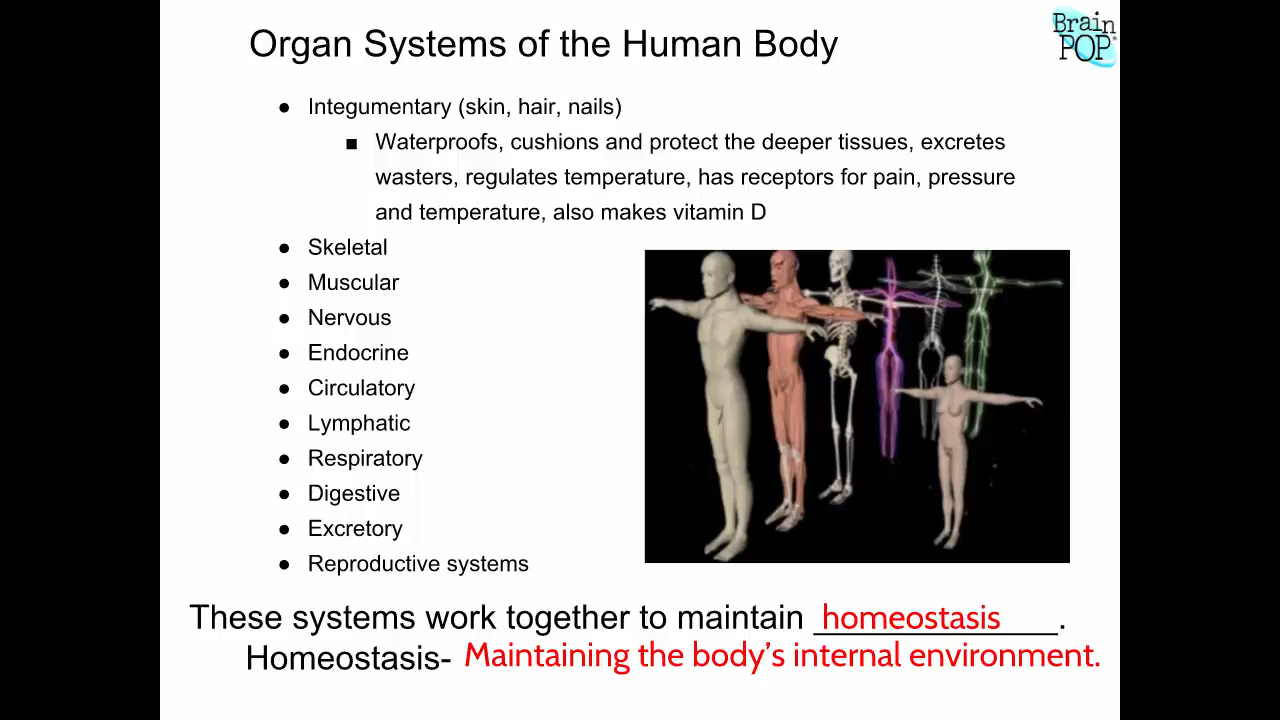 Organ Systems of the Human Body
Brain
POP
● Integumentary (skin, hair, nails)
■ Waterproofs, cushions and protect the deeper tissues, excretes
wasters, regulates temperature, has receptors for pain, pressure
and temperature, also makes vitamin D
● Skeletal
● Muscular
● Nervous
● Endocrine
● Circulatory
● Lymphatic
● Respiratory
● Digestive
● Excretory
● Reproductive systems
These systems work together to maintain homeostasis.
Homeostasis- Maintaining the body's internal environment.